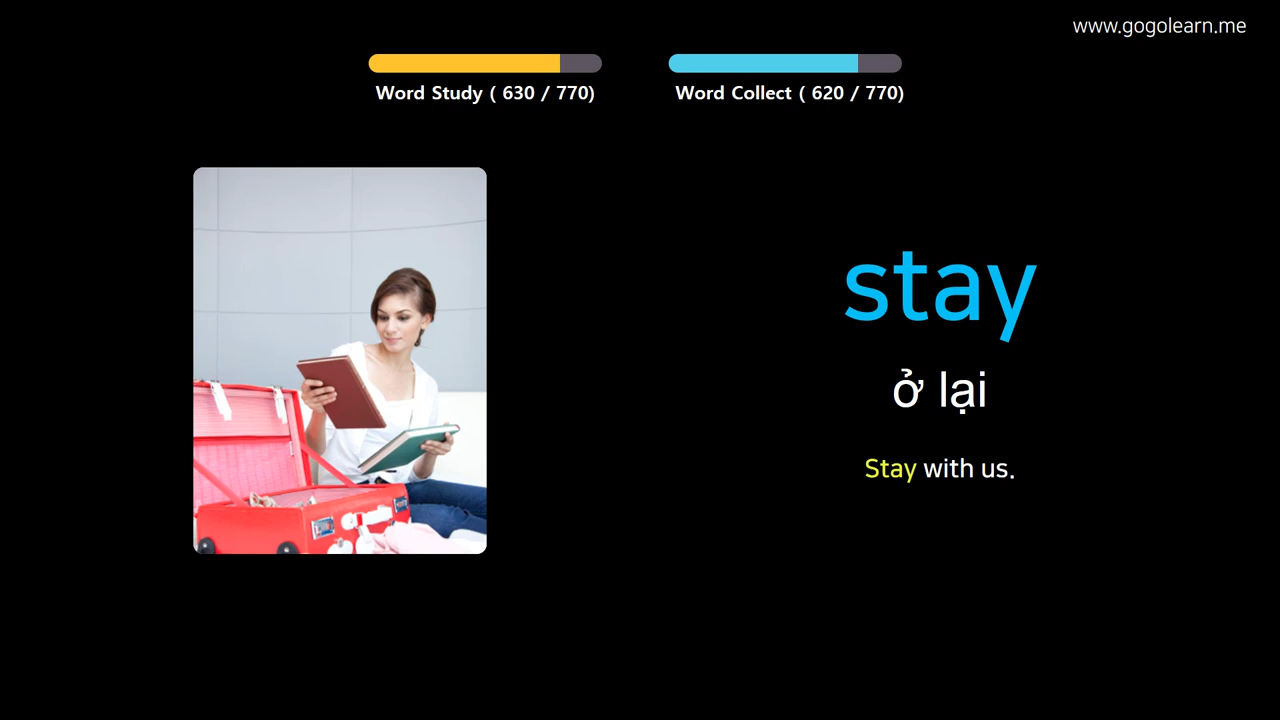 www.gogolearn.me
Word Study ( 630 / 770)
Word Collect ( 620 / 770)
stay
ở lại
Stay with us.